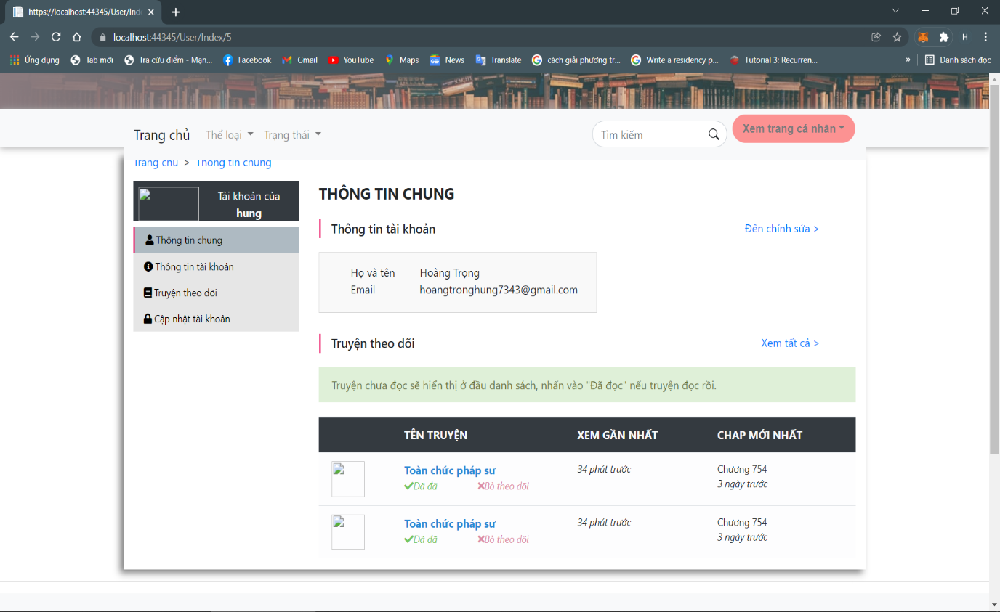 https://localhost:44345/User/Ind
localhost:44345/User/Index/5
H
Ứng dụng
Tab mới
Tra cứu điểm - Mạn...
Facebook
Gmail
YouTube
Maps
News
Translate
cách giải phương tr...
Write a residency p...
Tutorial 3: Recurren...
»
Danh sách đọc
Trang chủ
Thể loại
Trạng thái
Tìm kiếm
Xem trang cá nhân
Trang chủ > Thông tin chung
Tài khoản của
hung
Thông tin chung
Thông tin tài khoản
Truyện theo dõi
Cập nhật tài khoản
THÔNG TIN CHUNG
Thông tin tài khoản
Đến chỉnh sửa >
Họ và tên Hoàng Trọng
Email hoangtronghung7343@gmail.com
Truyện theo dõi
Xem tất cả >
Truyện chưa đọc sẽ hiển thị ở đầu danh sách, nhấn vào "Đã đọc" nếu truyện đọc rồi.
TÊN TRUYỆN XEM GẦN NHẤT CHAP MỚI NHẤT
Toàn chức pháp sư 34 phút trước Chương 754
Đã đã Bỏ theo dõi 3 ngày trước
Toàn chức pháp sư 34 phút trước Chương 754
Đã đã Bỏ theo dõi 3 ngày trước